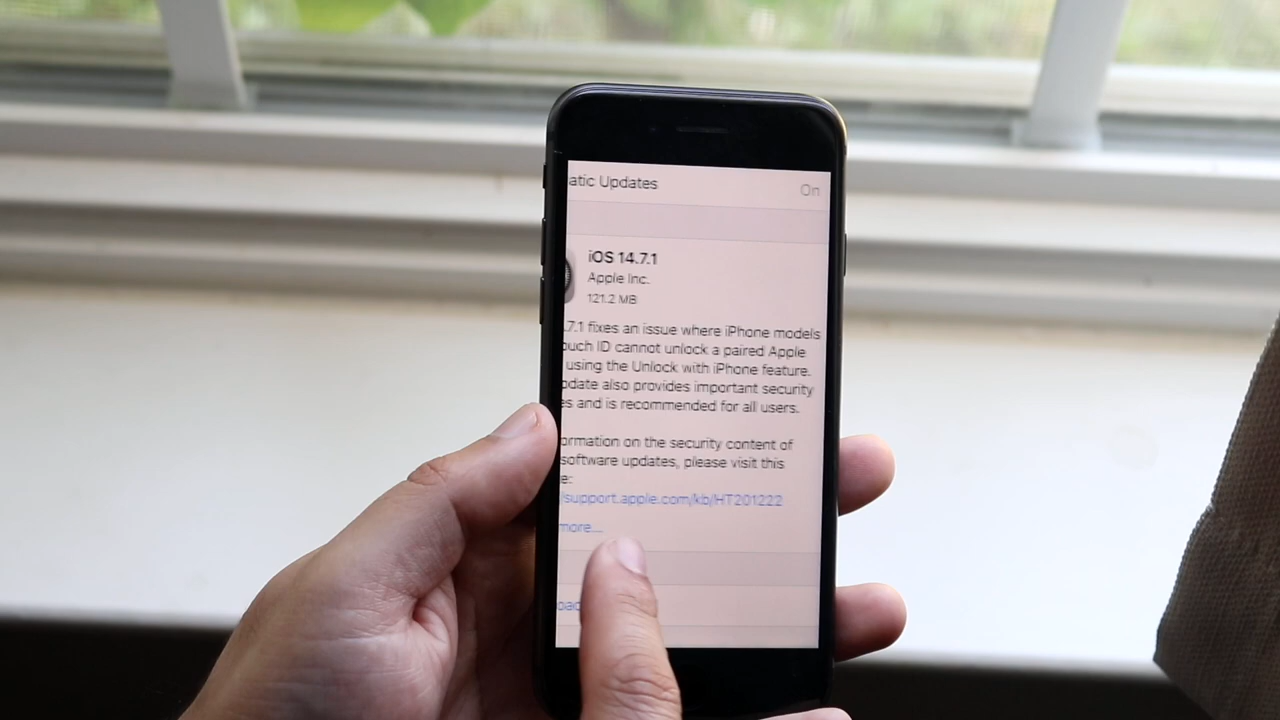 atic Updates
On
iOS 14.7.1
Apple Inc.
121.2 MB
.7.1 fixes an issue where iPhone models
ouch ID cannot unlock a paired Apple
using the Unlock with iPhone feature.
pdate also provides important security
es and is recommended for all users.
ormation on the security content of
software updates, please visit this
e:
/support.apple.com/kb/HT201222
more...
oad